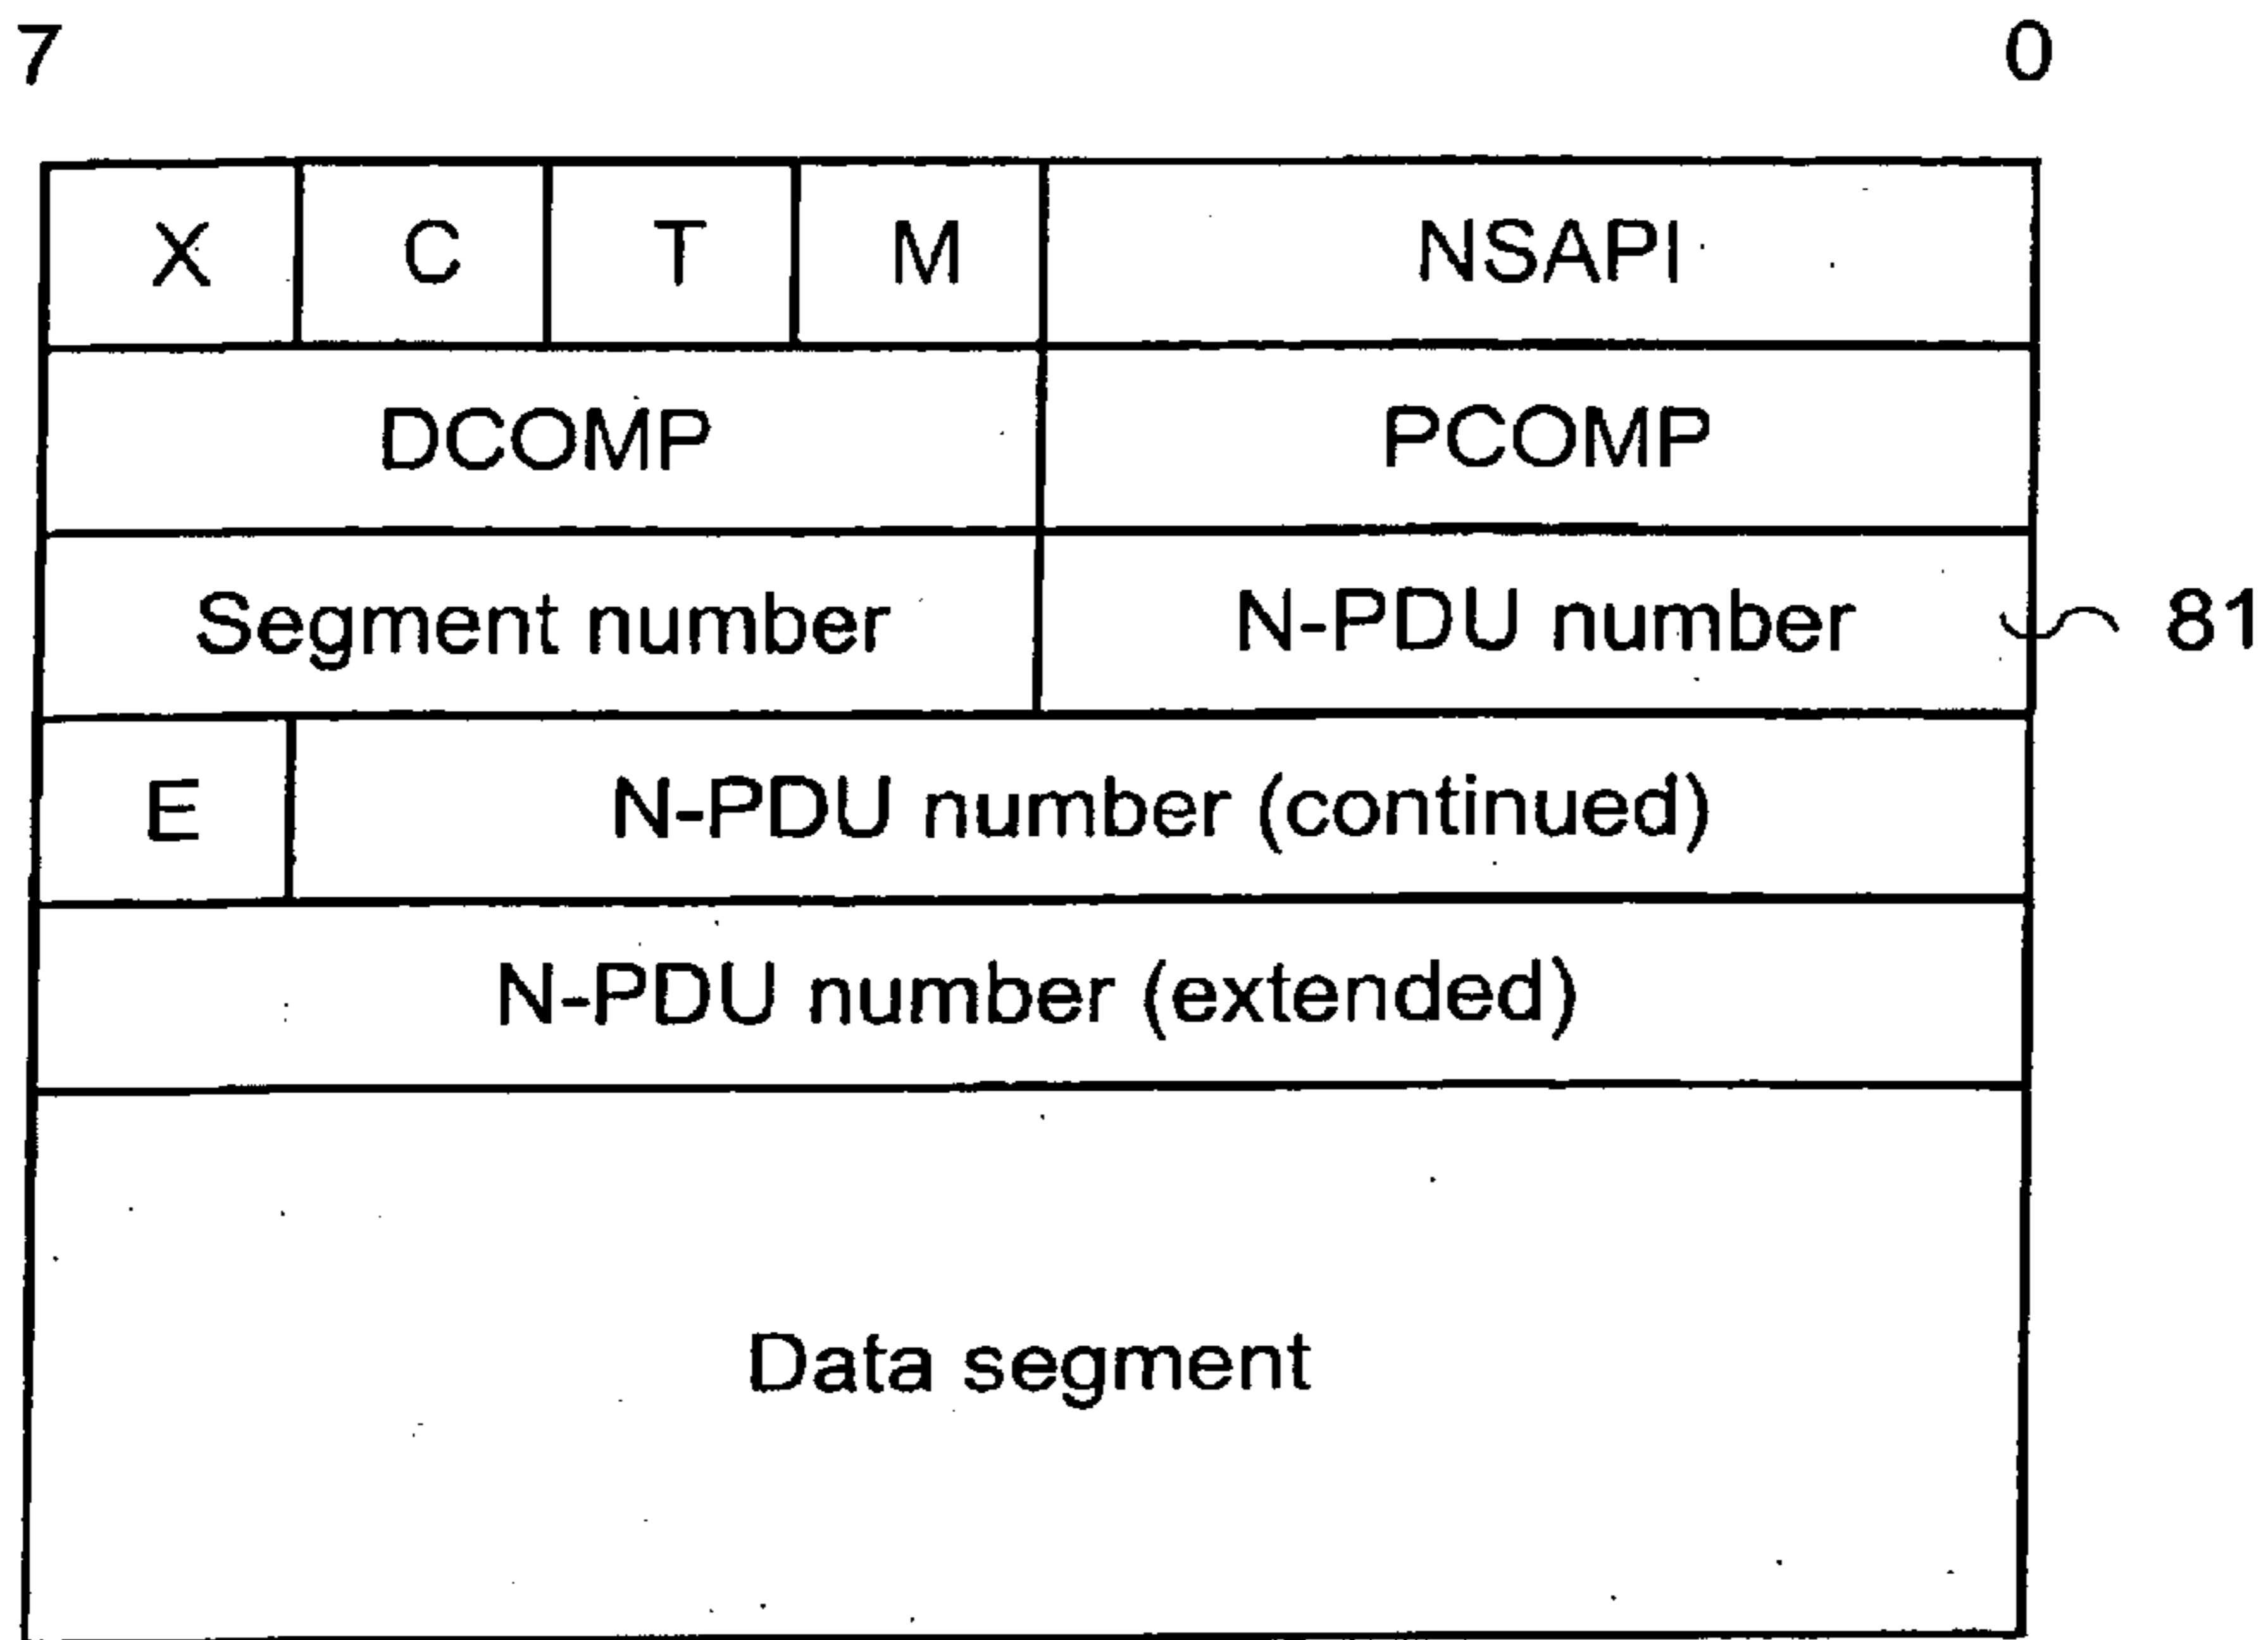 7 0
X C T M NSAPI
DCOMP PCOMP
Segment number N-PDU number 81
E N-PDU number (continued)
N-PDU number (extended)
Data segment